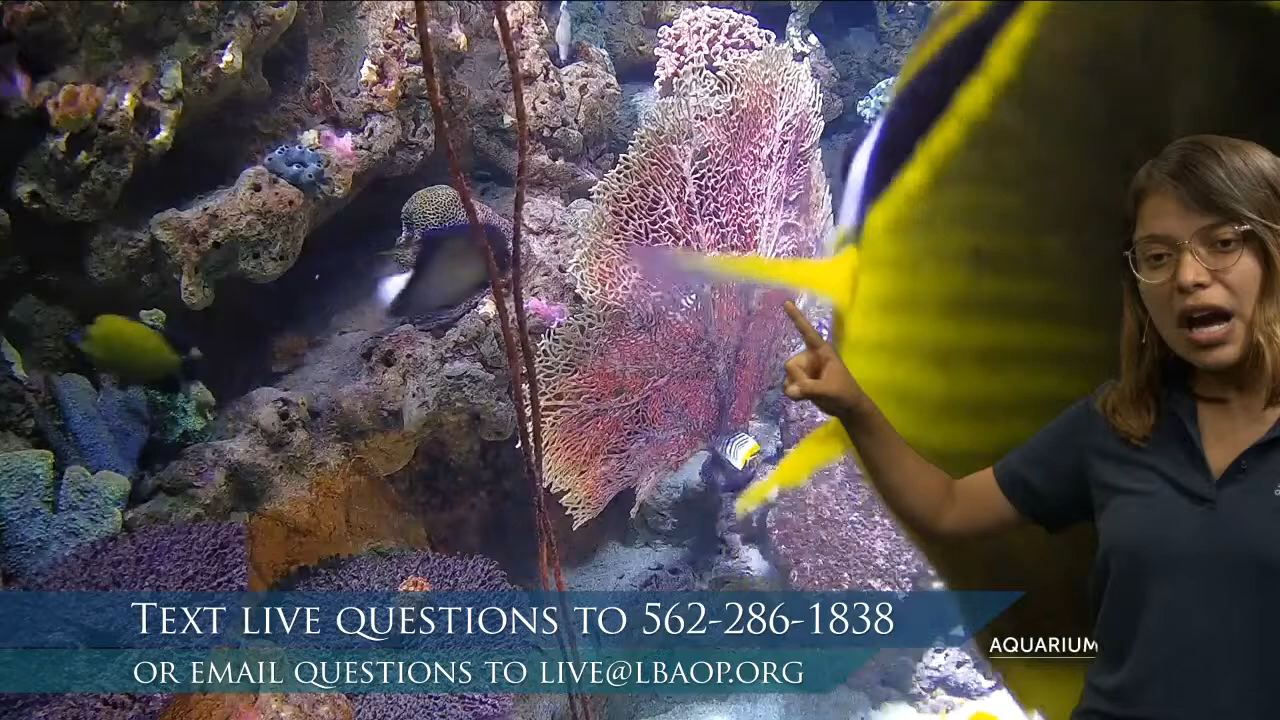 TEXT LIVE QUESTIONS TO 562-286-1838
OR EMAIL QUESTIONS TO LIVE@LBAOP.ORG
AQUARIUM